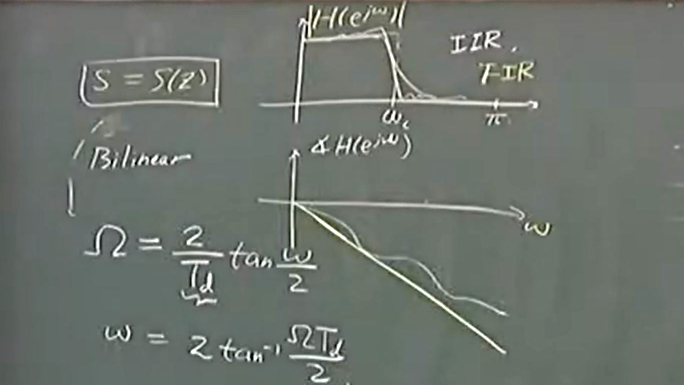 |H(e^{jω})|
IIR.
FIR
S = S(z)
ω_c
π
∡ H(e^{jω})
Bilinear
ω
Ω = 2/T_d tan ω/2
ω = 2 tan⁻¹ ΩT_d/2